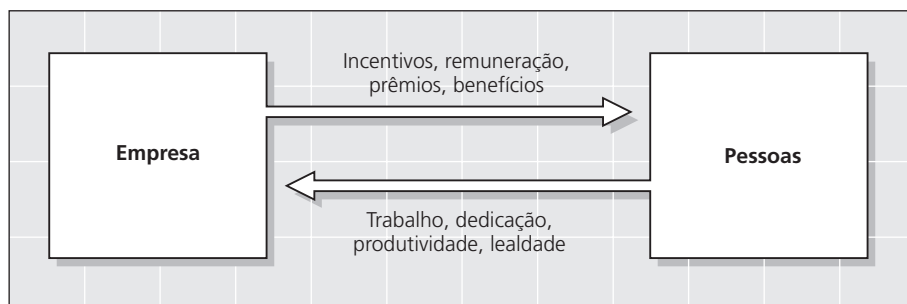 Incentivos, remuneração,
prêmios, benefícios
Empresa
Pessoas
Trabalho, dedicação,
produtividade, lealdade